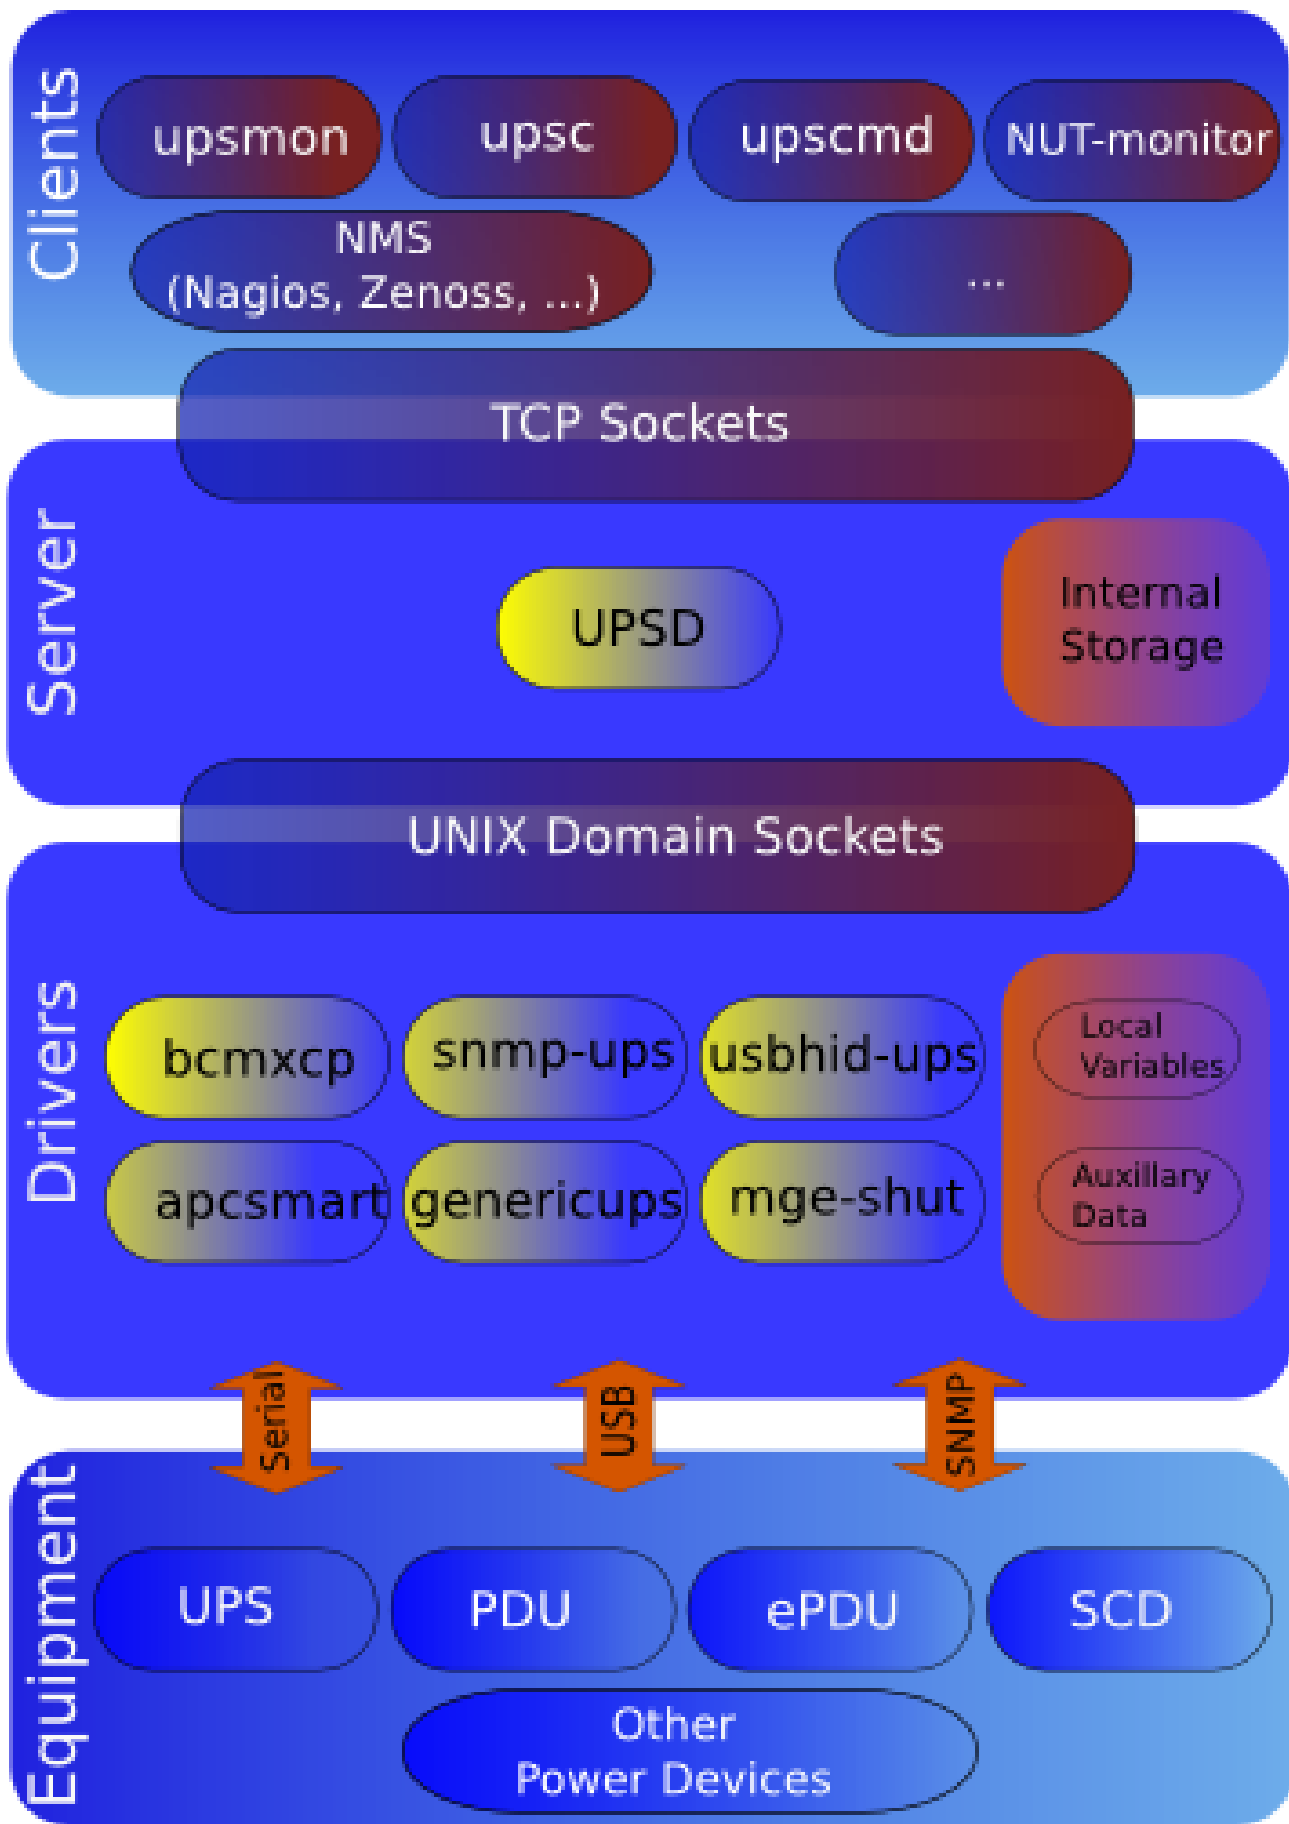 Clients
upsmon
upsc
upscmd
NUT-monitor
NMS
(Nagios, Zenoss, ...)
...
TCP Sockets
Server
UPSD
Internal
Storage
UNIX Domain Sockets
Drivers
bcmxcp
snmp-ups
usbhid-ups
Local
Variables
apcsmart
genericups
mge-shut
Auxillary
Data
Serial
USB
SNMP
Equipment
UPS
PDU
ePDU
SCD
Other
Power Devices